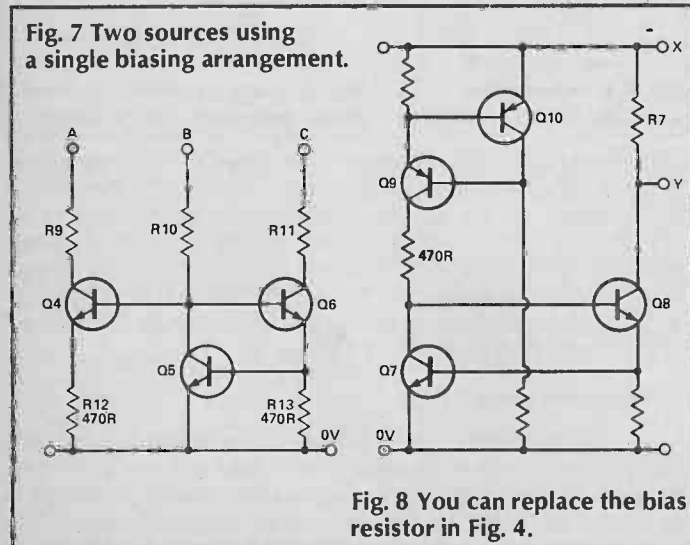 Fig. 7 Two sources using
a single biasing arrangement.
A
B
C
R9
R10
R11
Q4
Q6
Q5
R12
470R
R13
470R
0V
X
R7
Q10
Y
Q9
470R
Q8
Q7
0V
Fig. 8 You can replace the bias
resistor in Fig. 4.